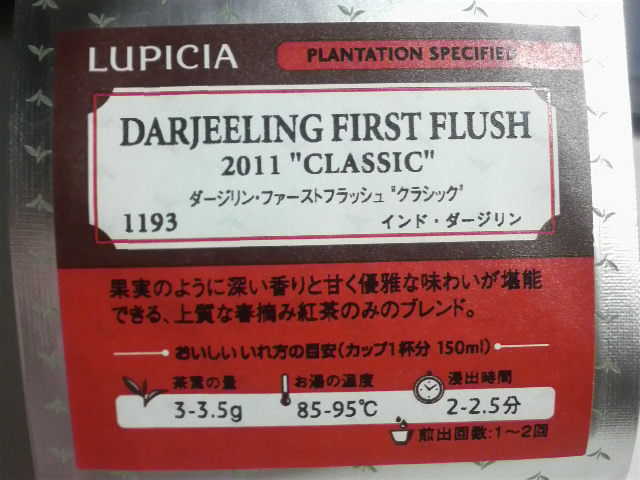 LUPICIA
PLANTATION SPECIFIED
DARJEELING FIRST FLUSH
2011 "CLASSIC"
ダージリン・ファーストフラッシュ "クラシック"
1193 インド・ダージリン
果実のように深い香りと甘く優雅な味わいが堪能
できる、上質な春摘み紅茶のみのブレンド。
おいしいいれ方の目安(カップ1杯分 150ml)
茶葉の量 お湯の温度 浸出時間
3-3.5g 85-95℃ 2-2.5分
煎出回数:1〜2回